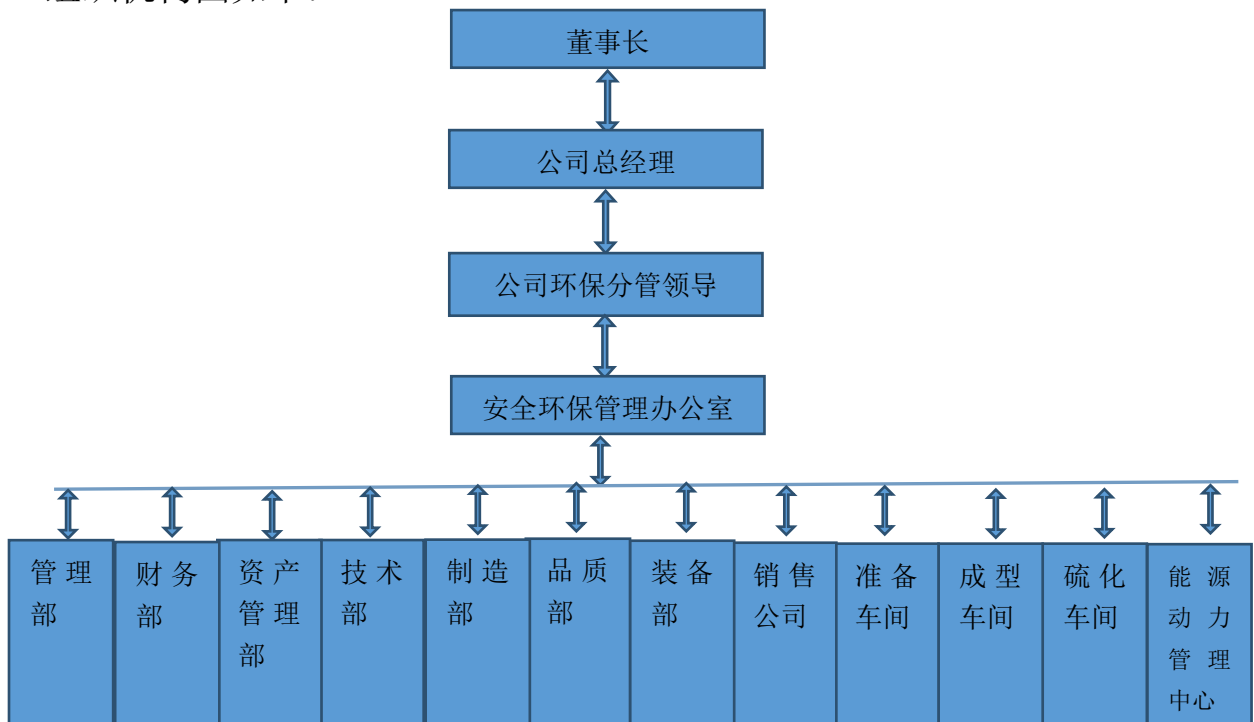 董事长
公司总经理
公司环保分管领导
安全环保管理办公室
管理
部
财务
部
资产
管理
部
技术
部
制造
部
品质
部
装备
部
销售
公司
准备
车间
成型
车间
硫化
车间
能源
动力
管理
中心